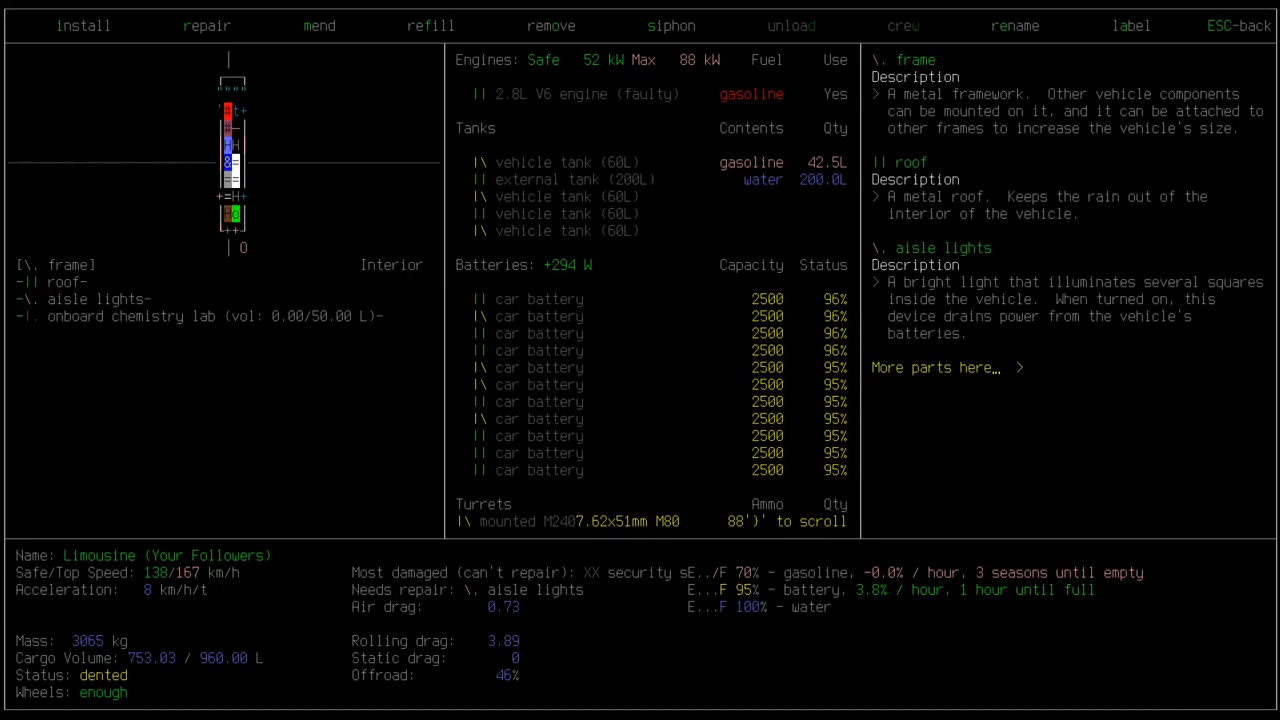 install repair mend refill remove siphon unload crew rename label ESC-back
Engines: Safe 52 kW Max 88 kW Fuel Use
|| 2.8L V6 engine (faulty) gasoline Yes
Tanks Contents Qty
|\ vehicle tank (60L) gasoline 42.5L
|| external tank (200L) water 200.0L
|\ vehicle tank (60L)
|| vehicle tank (60L)
|\ vehicle tank (60L)
Batteries: +294 W Capacity Status
|| car battery 2500 96%
|\ car battery 2500 96%
|| car battery 2500 96%
|| car battery 2500 96%
|\ car battery 2500 95%
|\ car battery 2500 95%
|| car battery 2500 95%
|\ car battery 2500 95%
|| car battery 2500 95%
|| car battery 2500 95%
|| car battery 2500 95%
Turrets Ammo Qty
|\ mounted M2407.62x51mm M80 88')' to scroll
[\. frame] Interior
-|| roof-
-\. aisle lights-
-|. onboard chemistry lab (vol: 0.00/50.00 L)-
\. frame
Description
> A metal framework. Other vehicle components
can be mounted on it, and it can be attached to
other frames to increase the vehicle's size.
|| roof
Description
> A metal roof. Keeps the rain out of the
interior of the vehicle.
\. aisle lights
Description
> A bright light that illuminates several squares
inside the vehicle. When turned on, this
device drains power from the vehicle's
batteries.
More parts here… >
Name: Limousine (Your Followers)
Safe/Top Speed: 138/167 km/h
Acceleration: 8 km/h/t
Mass: 3065 kg
Cargo Volume: 753.03 / 960.00 L
Status: dented
Wheels: enough
Most damaged (can't repair): XX security sE../F 70% - gasoline, -0.0% / hour, 3 seasons until empty
Needs repair: \. aisle lights E...F 95% - battery, 3.8% / hour, 1 hour until full
Air drag: 0.73 E...F 100% - water
Rolling drag: 3.89
Static drag: 0
Offroad: 46%